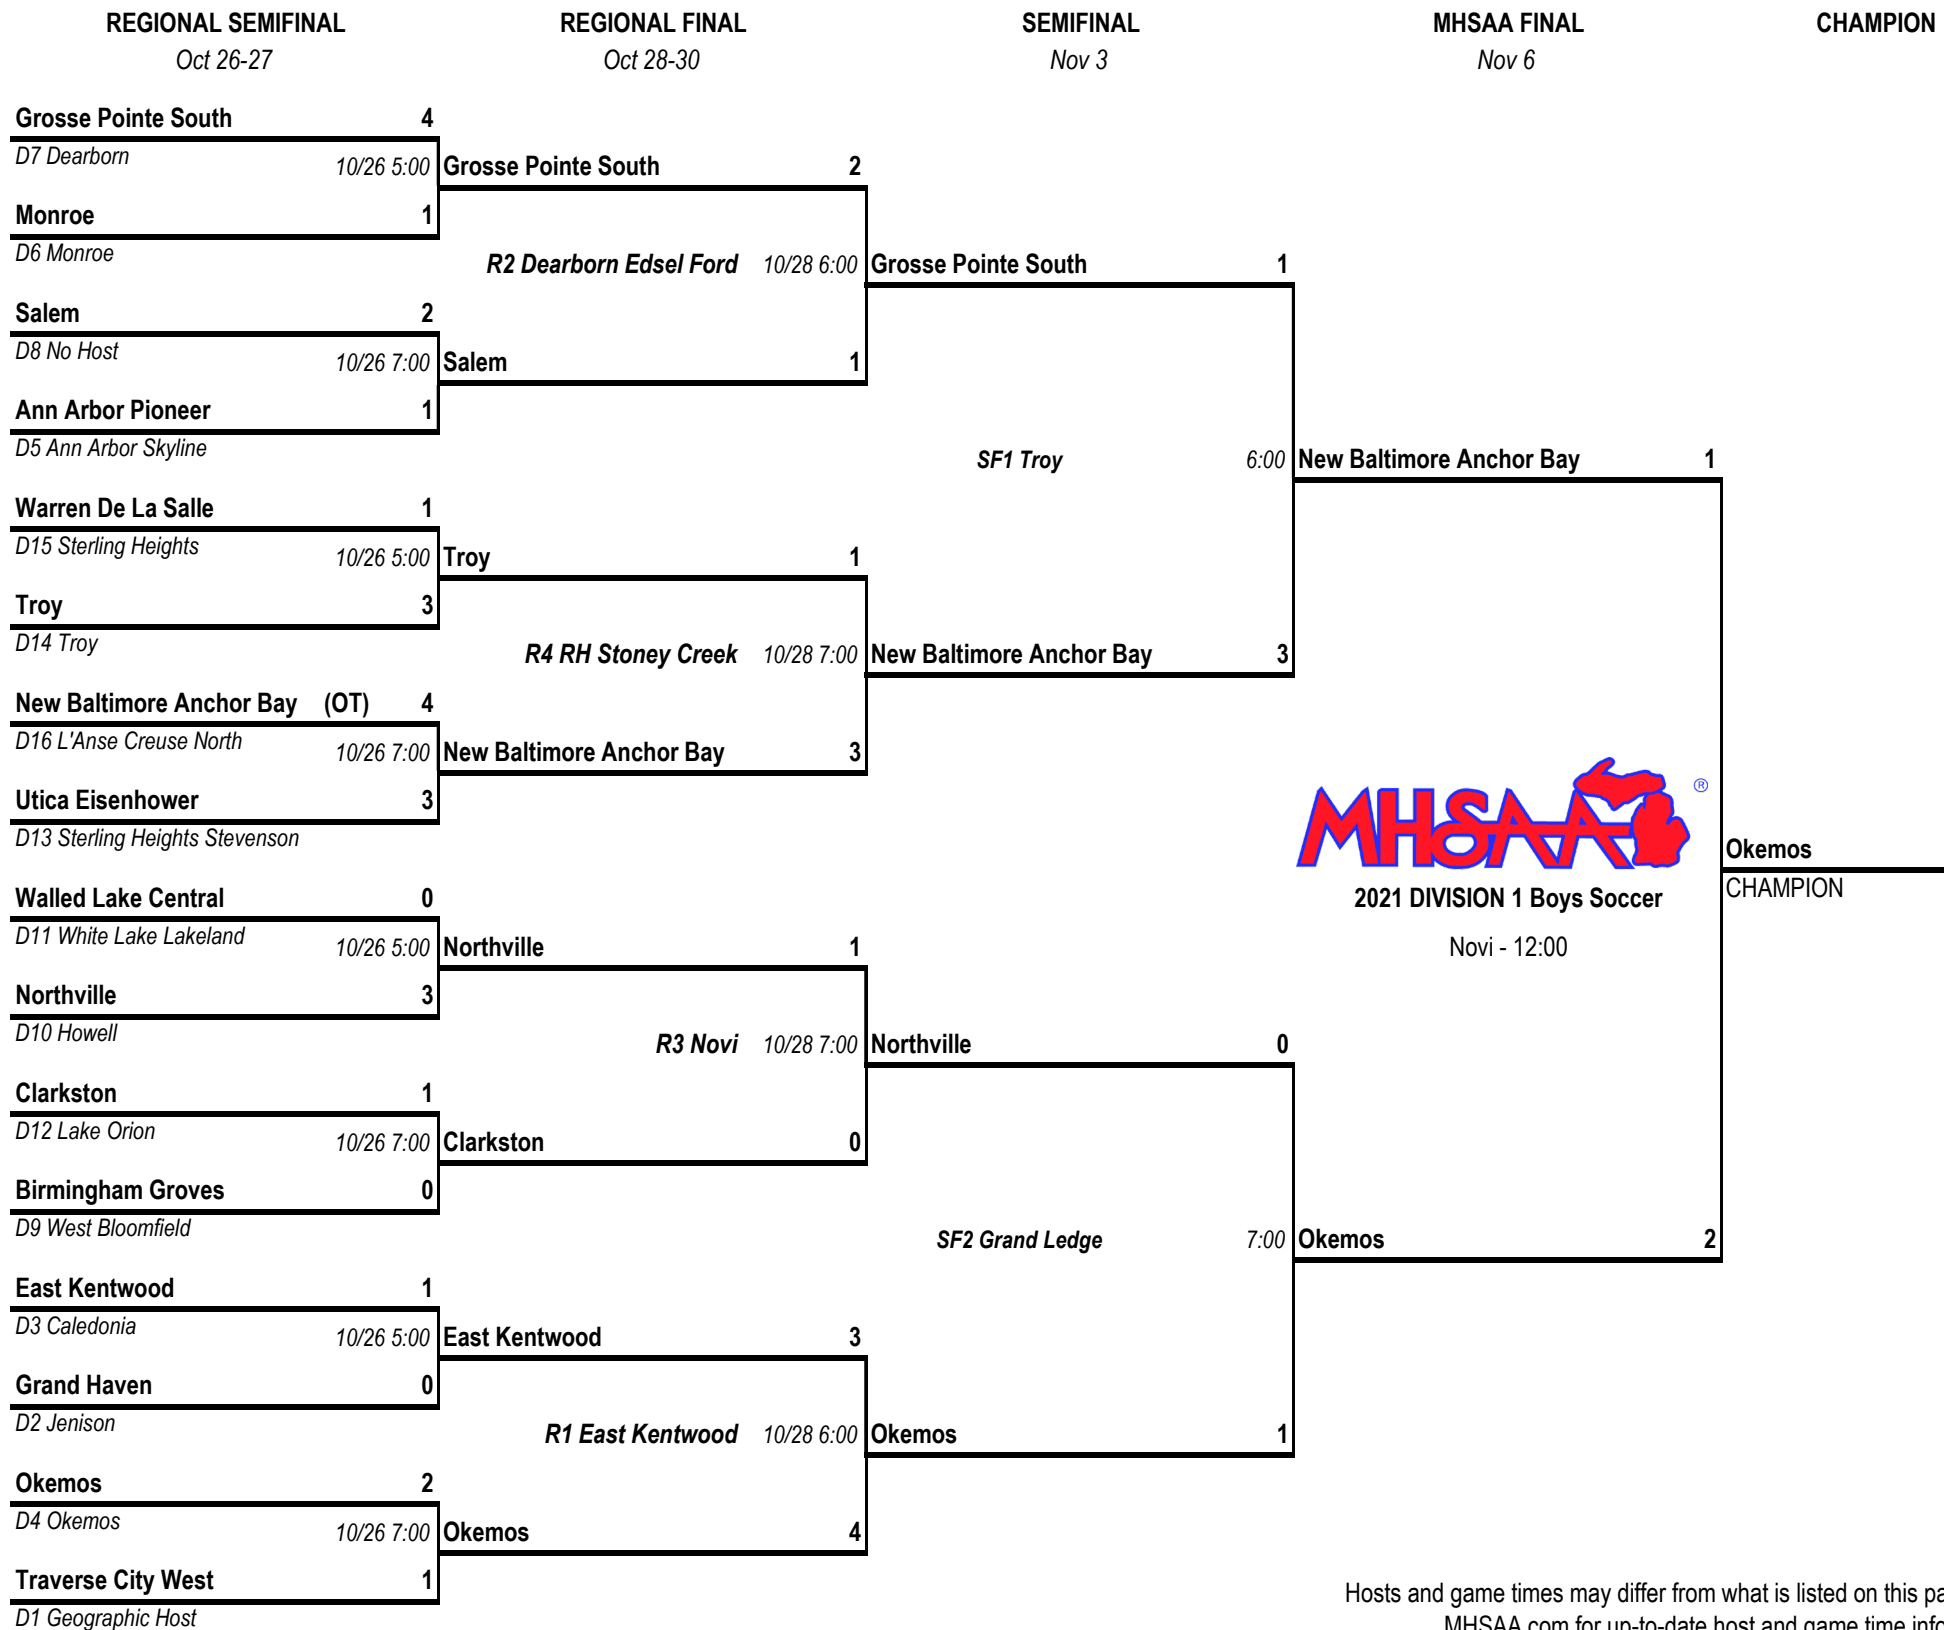 REGIONAL SEMIFINAL REGIONAL FINAL SEMIFINAL MHSAA FINAL CHAMPION
Oct 26-27 Oct 28-30 Nov 3 Nov 6
Grosse Pointe South 4
D7 Dearborn
10/26 5:00 Grosse Pointe South 2
Monroe 1
D6 Monroe
R2 Dearborn Edsel Ford 10/28 6:00 Grosse Pointe South 1
Salem 2
D8 No Host
10/26 7:00 Salem 1
Ann Arbor Pioneer 1
D5 Ann Arbor Skyline
SF1 Troy 6:00 New Baltimore Anchor Bay 1
Warren De La Salle 1
D15 Sterling Heights
10/26 5:00 Troy 1
Troy 3
D14 Troy
R4 RH Stoney Creek 10/28 7:00 New Baltimore Anchor Bay 3
New Baltimore Anchor Bay (OT) 4
D16 L'Anse Creuse North
10/26 7:00 New Baltimore Anchor Bay 3
Utica Eisenhower 3
D13 Sterling Heights Stevenson
MHSAA ®
Okemos
CHAMPION
Walled Lake Central 0
2021 DIVISION 1 Boys Soccer
D11 White Lake Lakeland
10/26 5:00 Northville 1
Novi - 12:00
Northville 3
D10 Howell
R3 Novi 10/28 7:00 Northville 0
Clarkston 1
D12 Lake Orion
10/26 7:00 Clarkston 0
Birmingham Groves 0
D9 West Bloomfield
SF2 Grand Ledge 7:00 Okemos 2
East Kentwood 1
D3 Caledonia
10/26 5:00 East Kentwood 3
Grand Haven 0
D2 Jenison
R1 East Kentwood 10/28 6:00 Okemos 1
Okemos 2
D4 Okemos
10/26 7:00 Okemos 4
Traverse City West 1
D1 Geographic Host
Hosts and game times may differ from what is listed on this pa
MHSAA.com for up-to-date host and game time info